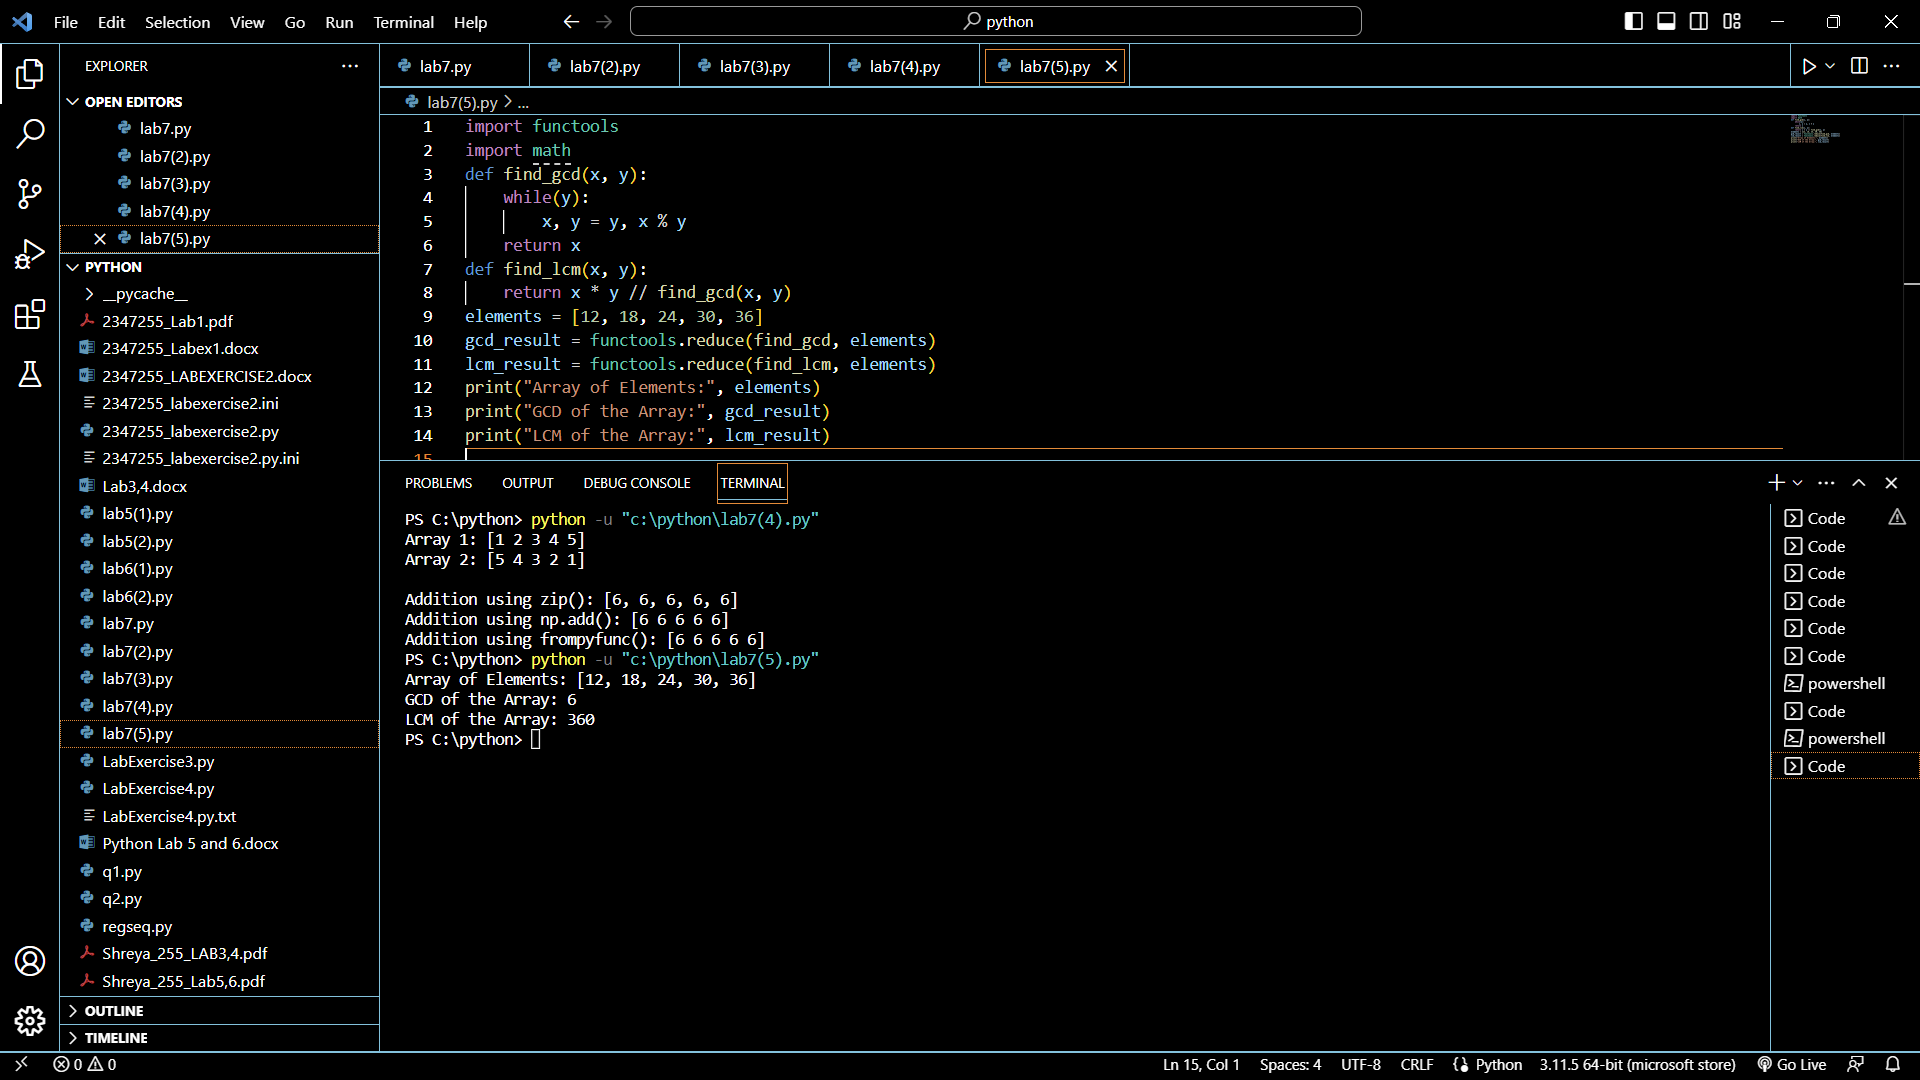 File Edit Selection View Go Run Terminal Help
python
EXPLORER
OPEN EDITORS
lab7.py
lab7(2).py
lab7(3).py
lab7(4).py
lab7(5).py
PYTHON
__pycache__
2347255_Lab1.pdf
2347255_Labex1.docx
2347255_LABEXERCISE2.docx
2347255_labexercise2.ini
2347255_labexercise2.py
2347255_labexercise2.py.ini
Lab3,4.docx
lab5(1).py
lab5(2).py
lab6(1).py
lab6(2).py
lab7.py
lab7(2).py
lab7(3).py
lab7(4).py
lab7(5).py
LabExercise3.py
LabExercise4.py
LabExercise4.py.txt
Python Lab 5 and 6.docx
q1.py
q2.py
regseq.py
Shreya_255_LAB3,4.pdf
Shreya_255_Lab5,6.pdf
OUTLINE
TIMELINE
lab7.py lab7(2).py lab7(3).py lab7(4).py lab7(5).py
lab7(5).py > ...
1 import functools
2 import math
3 def find_gcd(x, y):
4     while(y):
5         x, y = y, x % y
6     return x
7 def find_lcm(x, y):
8     return x * y // find_gcd(x, y)
9 elements = [12, 18, 24, 30, 36]
10 gcd_result = functools.reduce(find_gcd, elements)
11 lcm_result = functools.reduce(find_lcm, elements)
12 print("Array of Elements:", elements)
13 print("GCD of the Array:", gcd_result)
14 print("LCM of the Array:", lcm_result)
15
PROBLEMS OUTPUT DEBUG CONSOLE TERMINAL
PS C:\python> python -u "c:\python\lab7(4).py"
Array 1: [1 2 3 4 5]
Array 2: [5 4 3 2 1]
Addition using zip(): [6, 6, 6, 6, 6]
Addition using np.add(): [6 6 6 6 6]
Addition using frompyfunc(): [6 6 6 6 6]
PS C:\python> python -u "c:\python\lab7(5).py"
Array of Elements: [12, 18, 24, 30, 36]
GCD of the Array: 6
LCM of the Array: 360
PS C:\python>
Code
Code
Code
Code
Code
Code
powershell
Code
powershell
Code
0 0
Ln 15, Col 1 Spaces: 4 UTF-8 CRLF Python 3.11.5 64-bit (microsoft store) Go Live